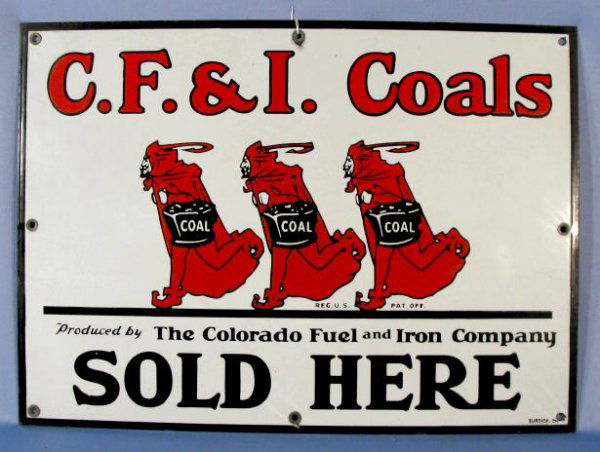 C.F.&I. Coals
COAL COAL COAL
REG. U.S. PAT. OFF.
Produced by The Colorado Fuel and Iron Company
SOLD HERE